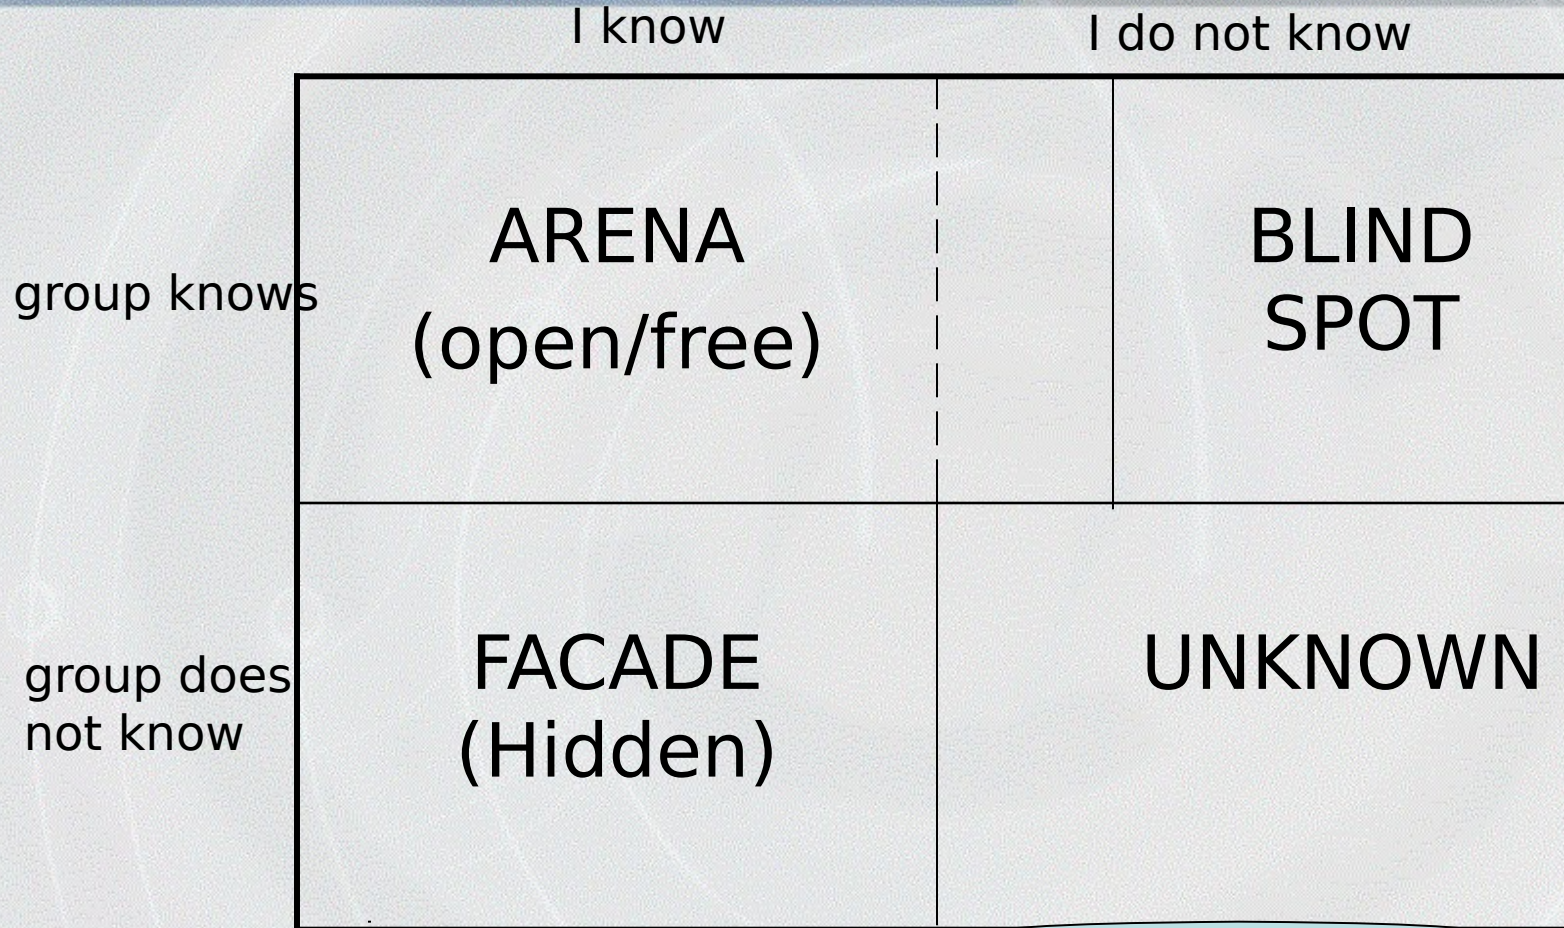 I know
I do not know
group knows
ARENA
(open/free)
BLIND
SPOT
group does
not know
FACADE
(Hidden)
UNKNOWN